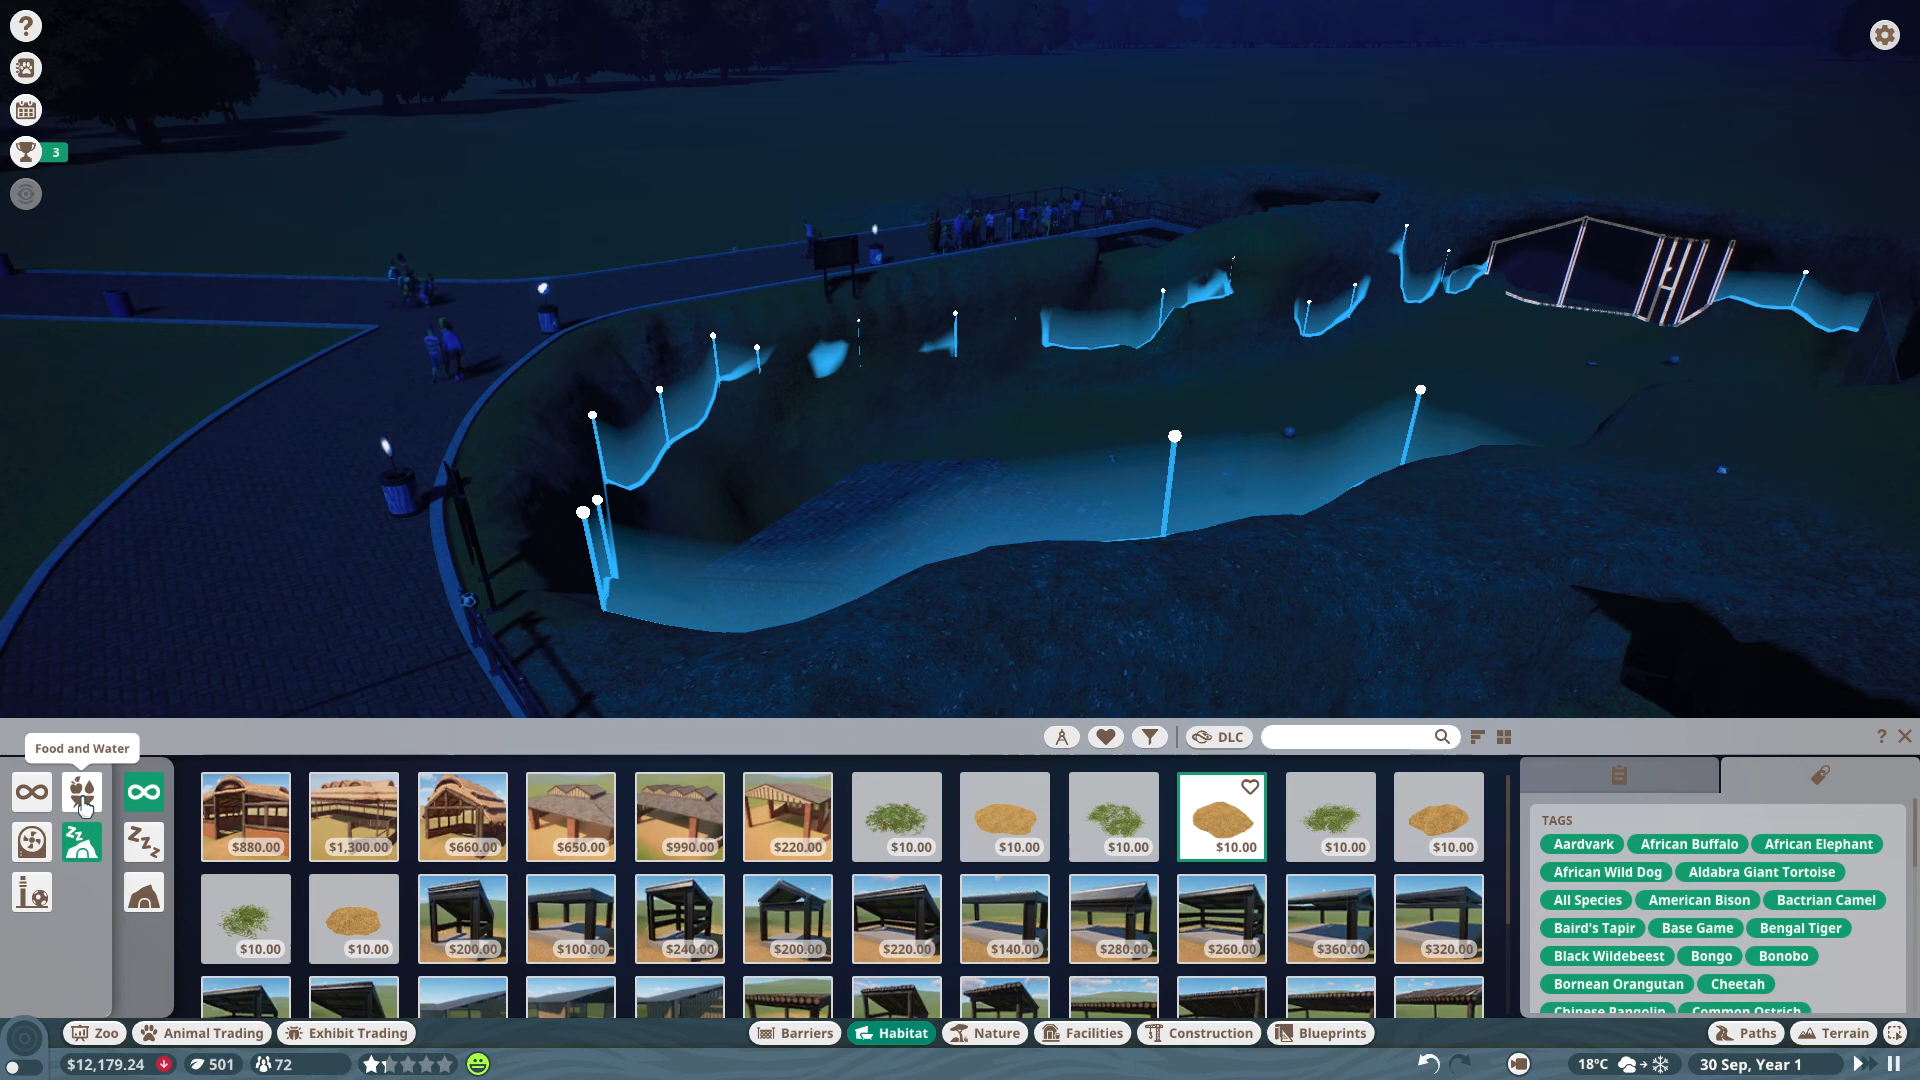 3
DLC
?
Food and Water
$880.00 $1,300.00 $660.00 $650.00 $990.00 $220.00 $10.00 $10.00 $10.00 $10.00 $10.00 $10.00
$10.00 $10.00 $200.00 $100.00 $240.00 $200.00 $220.00 $140.00 $280.00 $260.00 $360.00 $320.00
TAGS
Aardvark African Buffalo African Elephant
African Wild Dog Aldabra Giant Tortoise
All Species American Bison Bactrian Camel
Baird's Tapir Base Game Bengal Tiger
Black Wildebeest Bongo Bonobo
Bornean Orangutan Cheetah
Chinese Pangolin Common Ostrich
Zoo Animal Trading Exhibit Trading Barriers Habitat Nature Facilities Construction Blueprints Paths Terrain
$12,179.24 501 72 18°C 30 Sep, Year 1